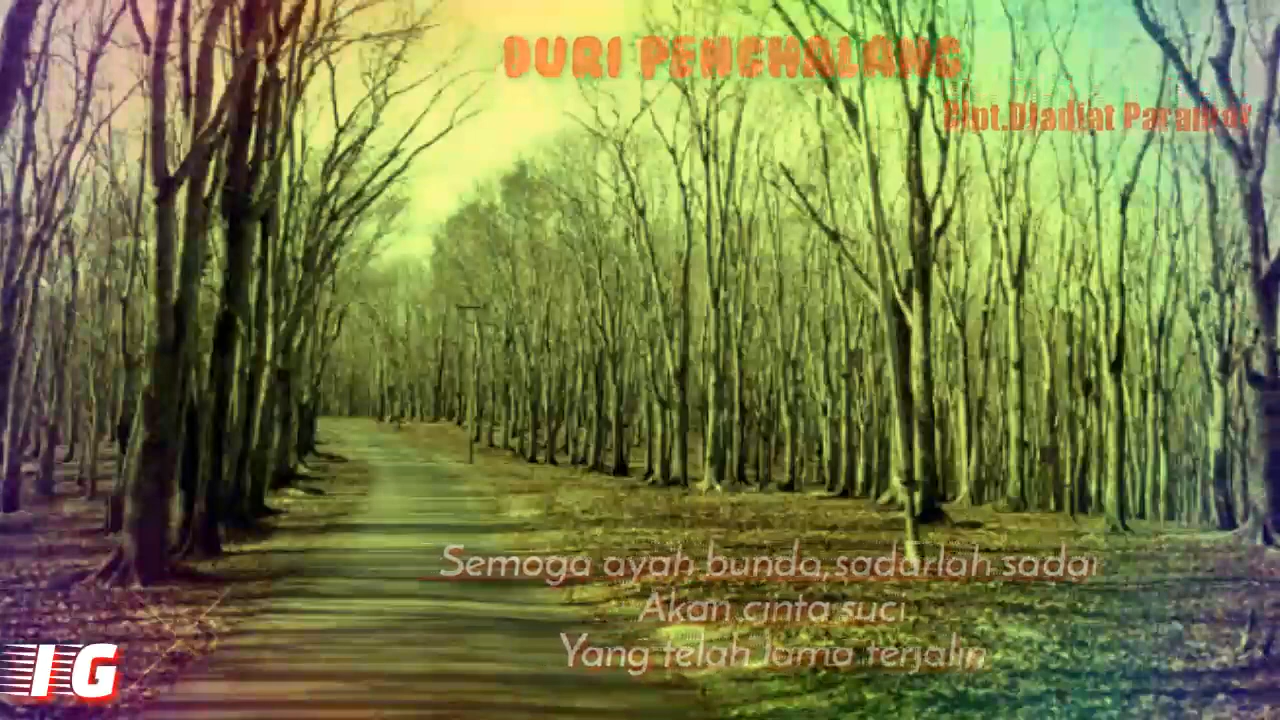 DURI PENGHALANG
Cipt.Djadjat Paramor
Semoga ayah bunda,sadarlah sadar
Akan cinta suci
Yang telah lama terjalin
IG